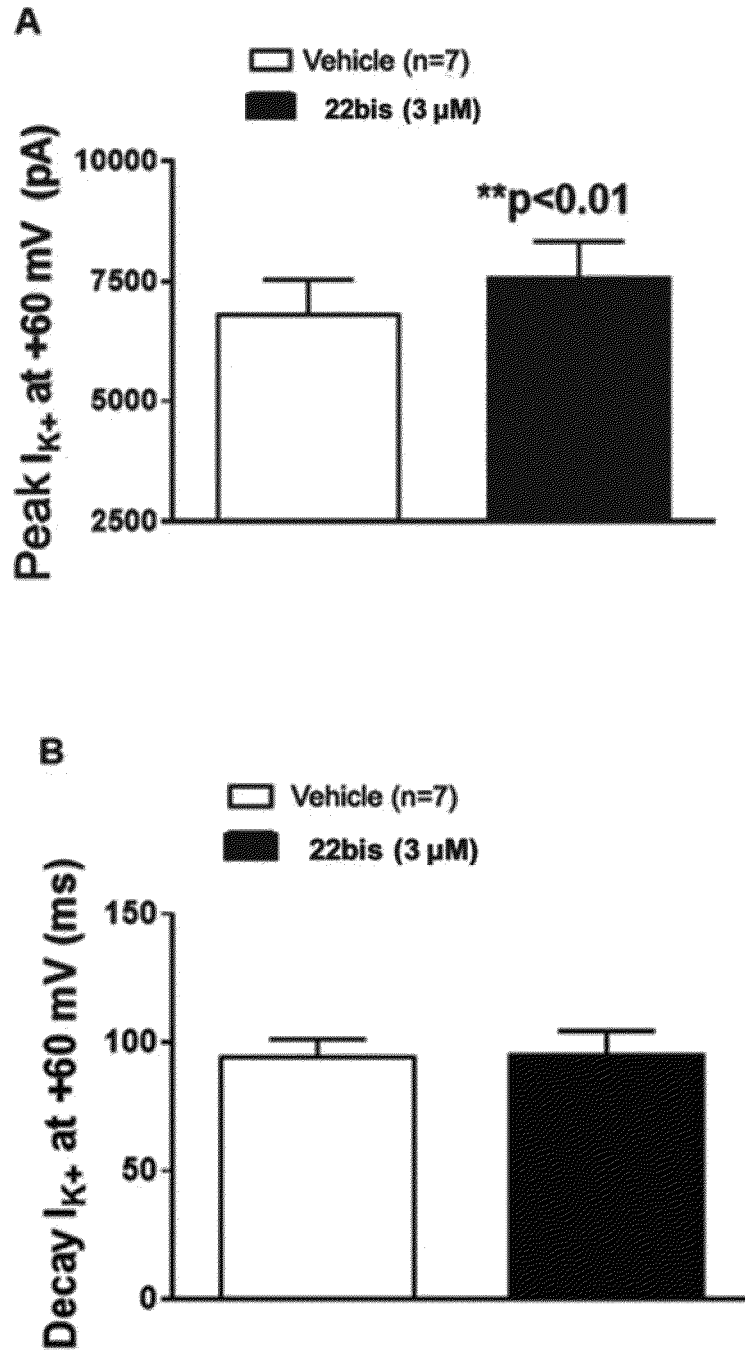 A
Vehicle (n=7)
22bis (3 µM)
Peak IK+ at +60 mV (pA)
10000
**p<0.01
7500
5000
2500
B
Vehicle (n=7)
22bis (3 µM)
Decay IK+ at +60 mV (ms)
150
100
50
0